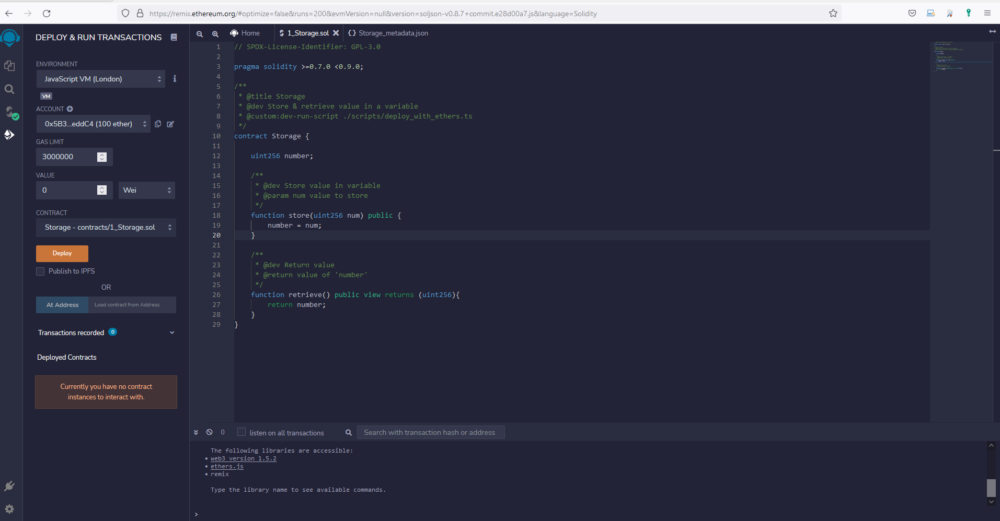 https://remix.ethereum.org/#optimize=false&runs=200&evmVersion=null&version=soljson-v0.8.7+commit.e28d00a7.js&language=Solidity
DEPLOY & RUN TRANSACTIONS
ENVIRONMENT
JavaScript VM (London)
VM
ACCOUNT
0x5B3...eddC4 (100 ether)
GAS LIMIT
3000000
VALUE
0
Wei
CONTRACT
Storage - contracts/1_Storage.sol
Deploy
Publish to IPFS
OR
At Address
Load contract from Address
Transactions recorded 0
Deployed Contracts
Currently you have no contract
instances to interact with.
Home
1_Storage.sol
Storage_metadata.json
1 // SPDX-License-Identifier: GPL-3.0
2
3 pragma solidity >=0.7.0 <0.9.0;
4
5 /**
6 * @title Storage
7 * @dev Store & retrieve value in a variable
8 * @custom:dev-run-script ./scripts/deploy_with_ethers.ts
9 */
10 contract Storage {
11
12 uint256 number;
13
14 /**
15 * @dev Store value in variable
16 * @param num value to store
17 */
18 function store(uint256 num) public {
19 number = num;
20 }
21
22 /**
23 * @dev Return value
24 * @return value of 'number'
25 */
26 function retrieve() public view returns (uint256){
27 return number;
28 }
29 }
0
listen on all transactions
Search with transaction hash or address
The following libraries are accessible:
• web3 version 1.5.2
• ethers.js
• remix
Type the library name to see available commands.
>